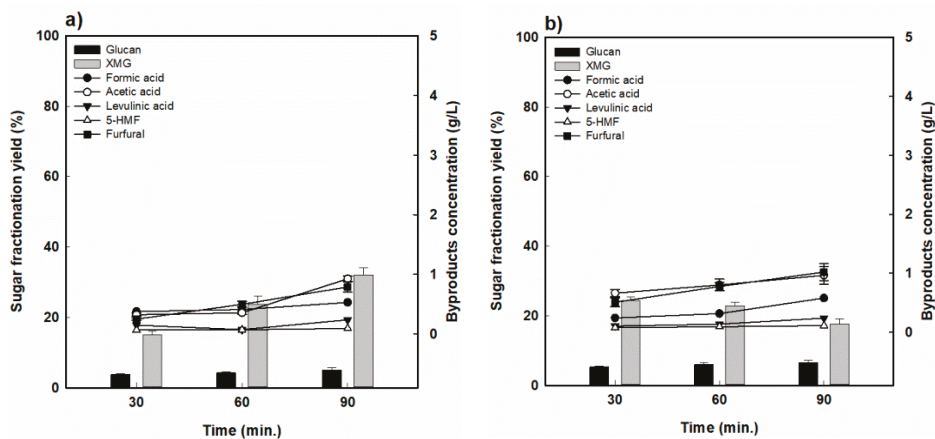 a)
100
80
60
40
20
0
Sugar fractionation yield (%)
Glucan
XMG
Formic acid
Acetic acid
Levulinic acid
5-HMF
Furfural
5
4
3
2
1
0
Byproducts concentration (g/L)
30 60 90
Time (min.)
b)
100
80
60
40
20
0
Sugar fractionation yield (%)
Glucan
XMG
Formic acid
Acetic acid
Levulinic acid
5-HMF
Furfural
5
4
3
2
1
0
Byproducts concentration (g/L)
30 60 90
Time (min.)